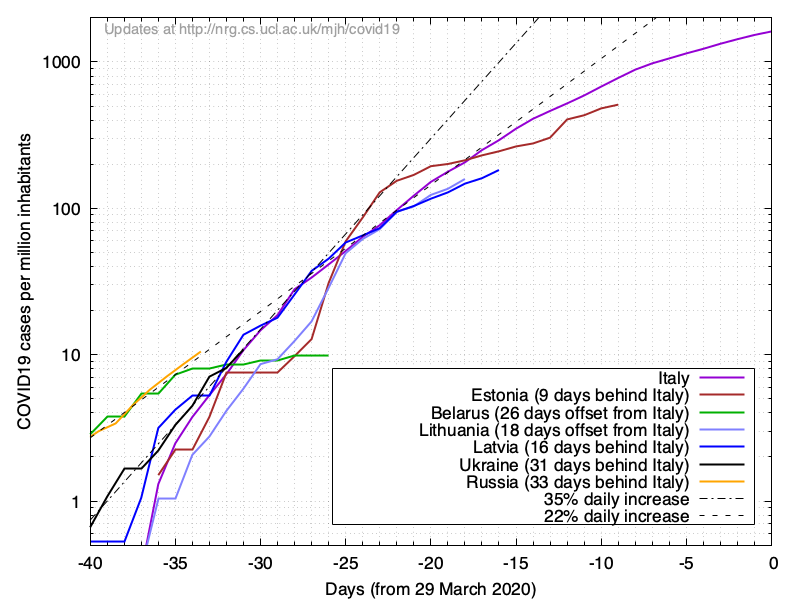 Updates at http://nrg.cs.ucl.ac.uk/mjh/covid19
COVID19 cases per million inhabitants
1000
100
10
1
Italy
Estonia (9 days behind Italy)
Belarus (26 days offset from Italy)
Lithuania (18 days offset from Italy)
Latvia (16 days behind Italy)
Ukraine (31 days behind Italy)
Russia (33 days behind Italy)
35% daily increase
22% daily increase
-40 -35 -30 -25 -20 -15 -10 -5 0
Days (from 29 March 2020)